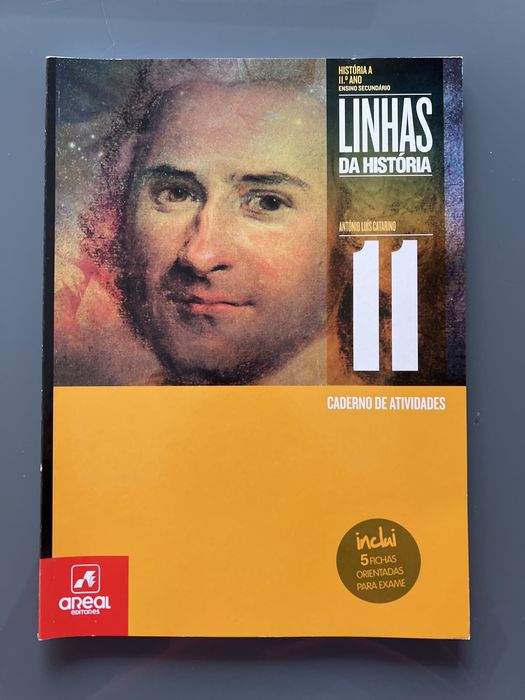 HISTÓRIA A
11.º ANO
ENSINO SECUNDÁRIO
LINHAS
DA HISTÓRIA
ANTÓNIO LUÍS CATARINO
11
CADERNO DE ATIVIDADES
inclui
5 FICHAS
ORIENTADAS
PARA EXAME
AREAL
EDITORES